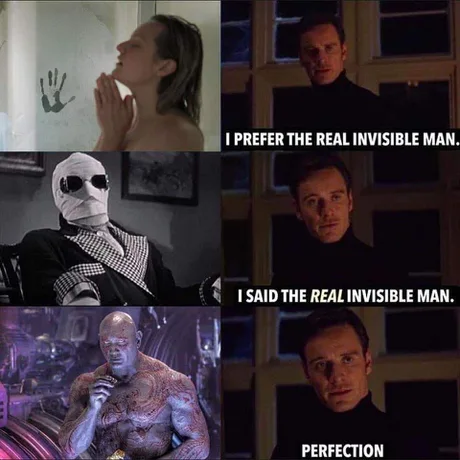 I PREFER THE REAL INVISIBLE MAN.
I SAID THE REAL INVISIBLE MAN.
PERFECTION